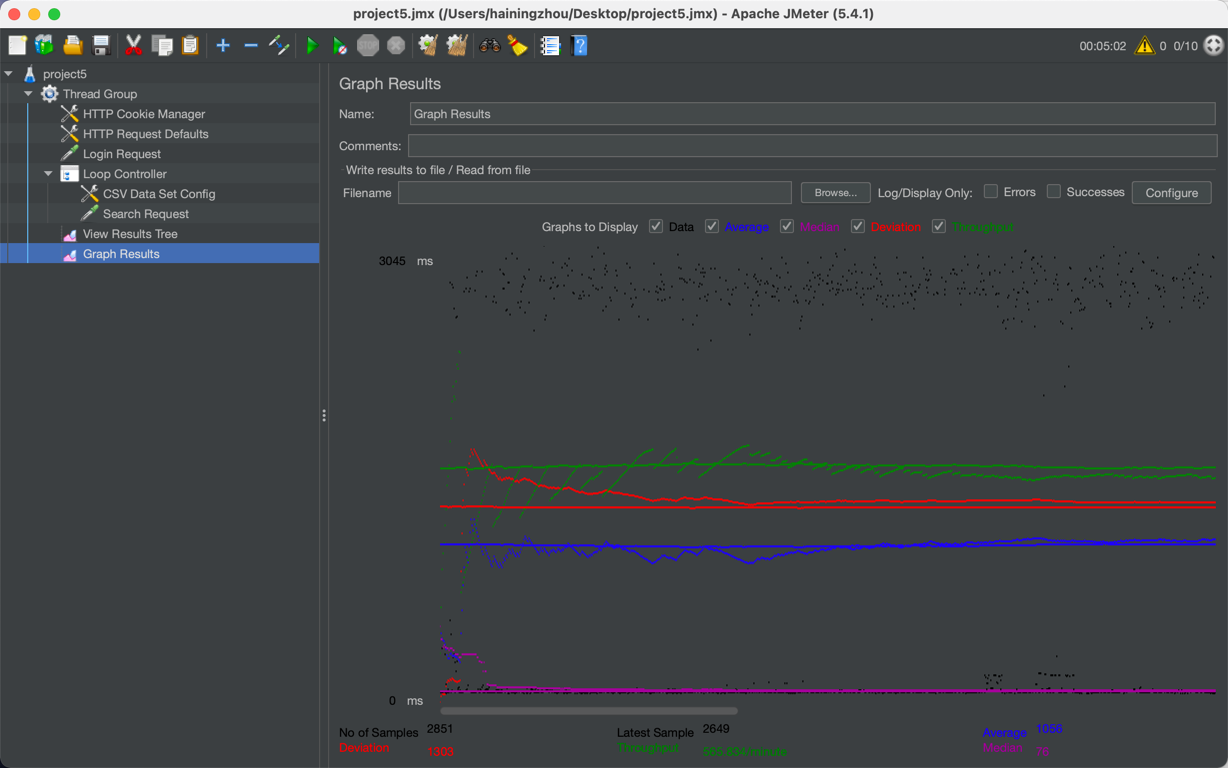 project5.jmx (/Users/hainingzhou/Desktop/project5.jmx) - Apache JMeter (5.4.1)
STOP
00:05:02 0 0/10
project5
Thread Group
HTTP Cookie Manager
HTTP Request Defaults
Login Request
Loop Controller
CSV Data Set Config
Search Request
View Results Tree
Graph Results
Graph Results
Name: Graph Results
Comments:
Write results to file / Read from file
Filename Browse... Log/Display Only: Errors Successes Configure
Graphs to Display Data Average Median Deviation Throughput
3045 ms
0 ms
No of Samples 2851 Latest Sample 2649 Average 1056
Deviation 1303 Throughput 565.834/minute Median